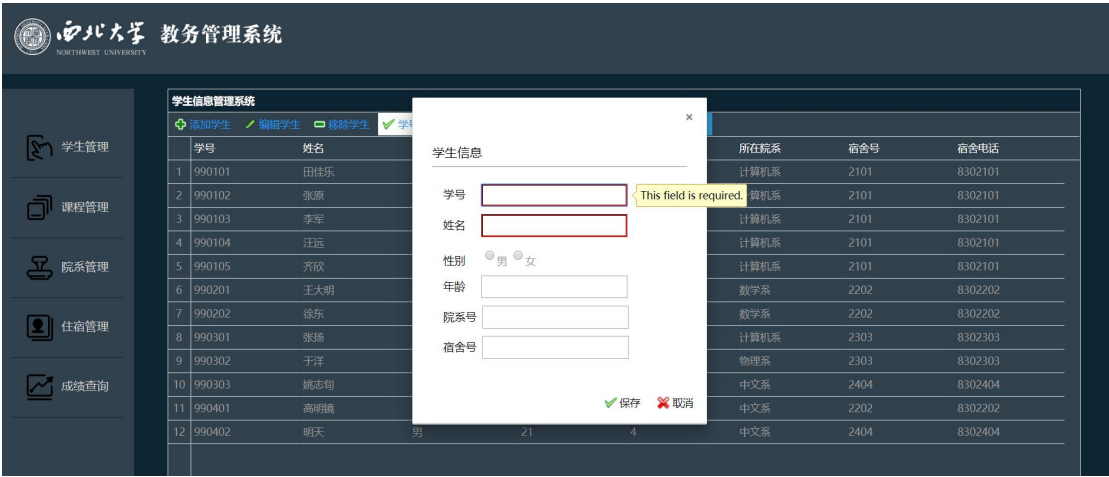 西北大学 教务管理系统
NORTHWEST UNIVERSITY
学生信息管理系统
添加学生 编辑学生 移除学生 学号
×
学生管理
课程管理
院系管理
住宿管理
成绩查询
学号 姓名 所在院系 宿舍号 宿舍电话
1 990101 田佳乐 计算机系 2101 8302101
2 990102 张原 数学系 2101 8302101
3 990103 李军 计算机系 2101 8302101
4 990104 汪远 计算机系 2101 8302101
5 990105 齐欣 计算机系 2101 8302101
6 990201 王大明 数学系 2202 8302202
7 990202 徐东 数学系 2202 8302202
8 990301 张扬 计算机系 2303 8302303
9 990302 于洋 物理系 2303 8302303
10 990303 姚志旬 中文系 2404 8302404
11 990401 高明镜 中文系 2202 8302202
12 990402 明天 男 21 4 中文系 2404 8302404
学生信息
学号
This field is required.
姓名
性别 男 女
年龄
院系号
宿舍号
保存 取消